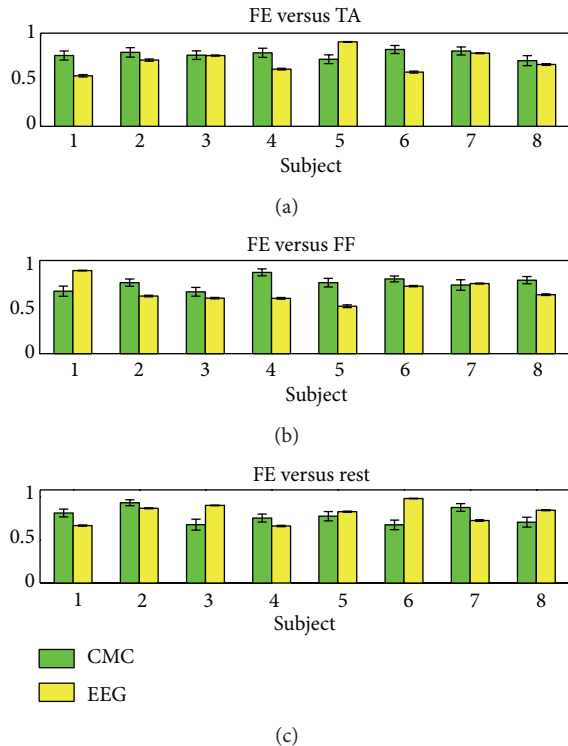 FE versus TA
1
0.5
0
1 2 3 4 5 6 7 8
Subject
(a)
FE versus FF
1
0.5
0
1 2 3 4 5 6 7 8
Subject
(b)
FE versus rest
1
0.5
0
1 2 3 4 5 6 7 8
Subject
CMC
EEG
(c)